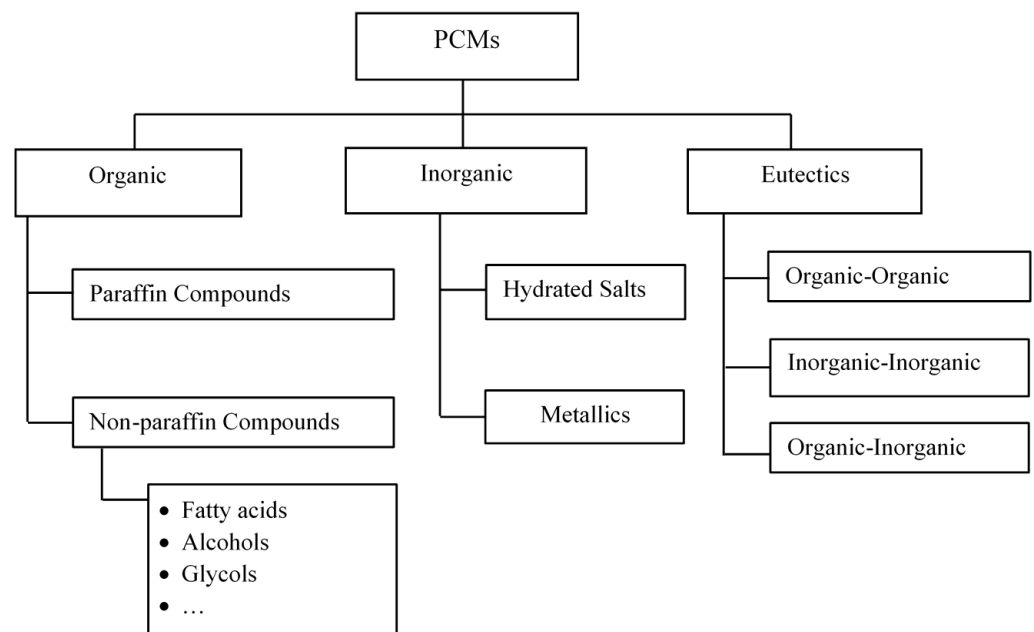 PCMs
Organic
Inorganic
Eutectics
Paraffin Compounds
Non-paraffin Compounds
• Fatty acids
• Alcohols
• Glycols
• …
Hydrated Salts
Metallics
Organic-Organic
Inorganic-Inorganic
Organic-Inorganic